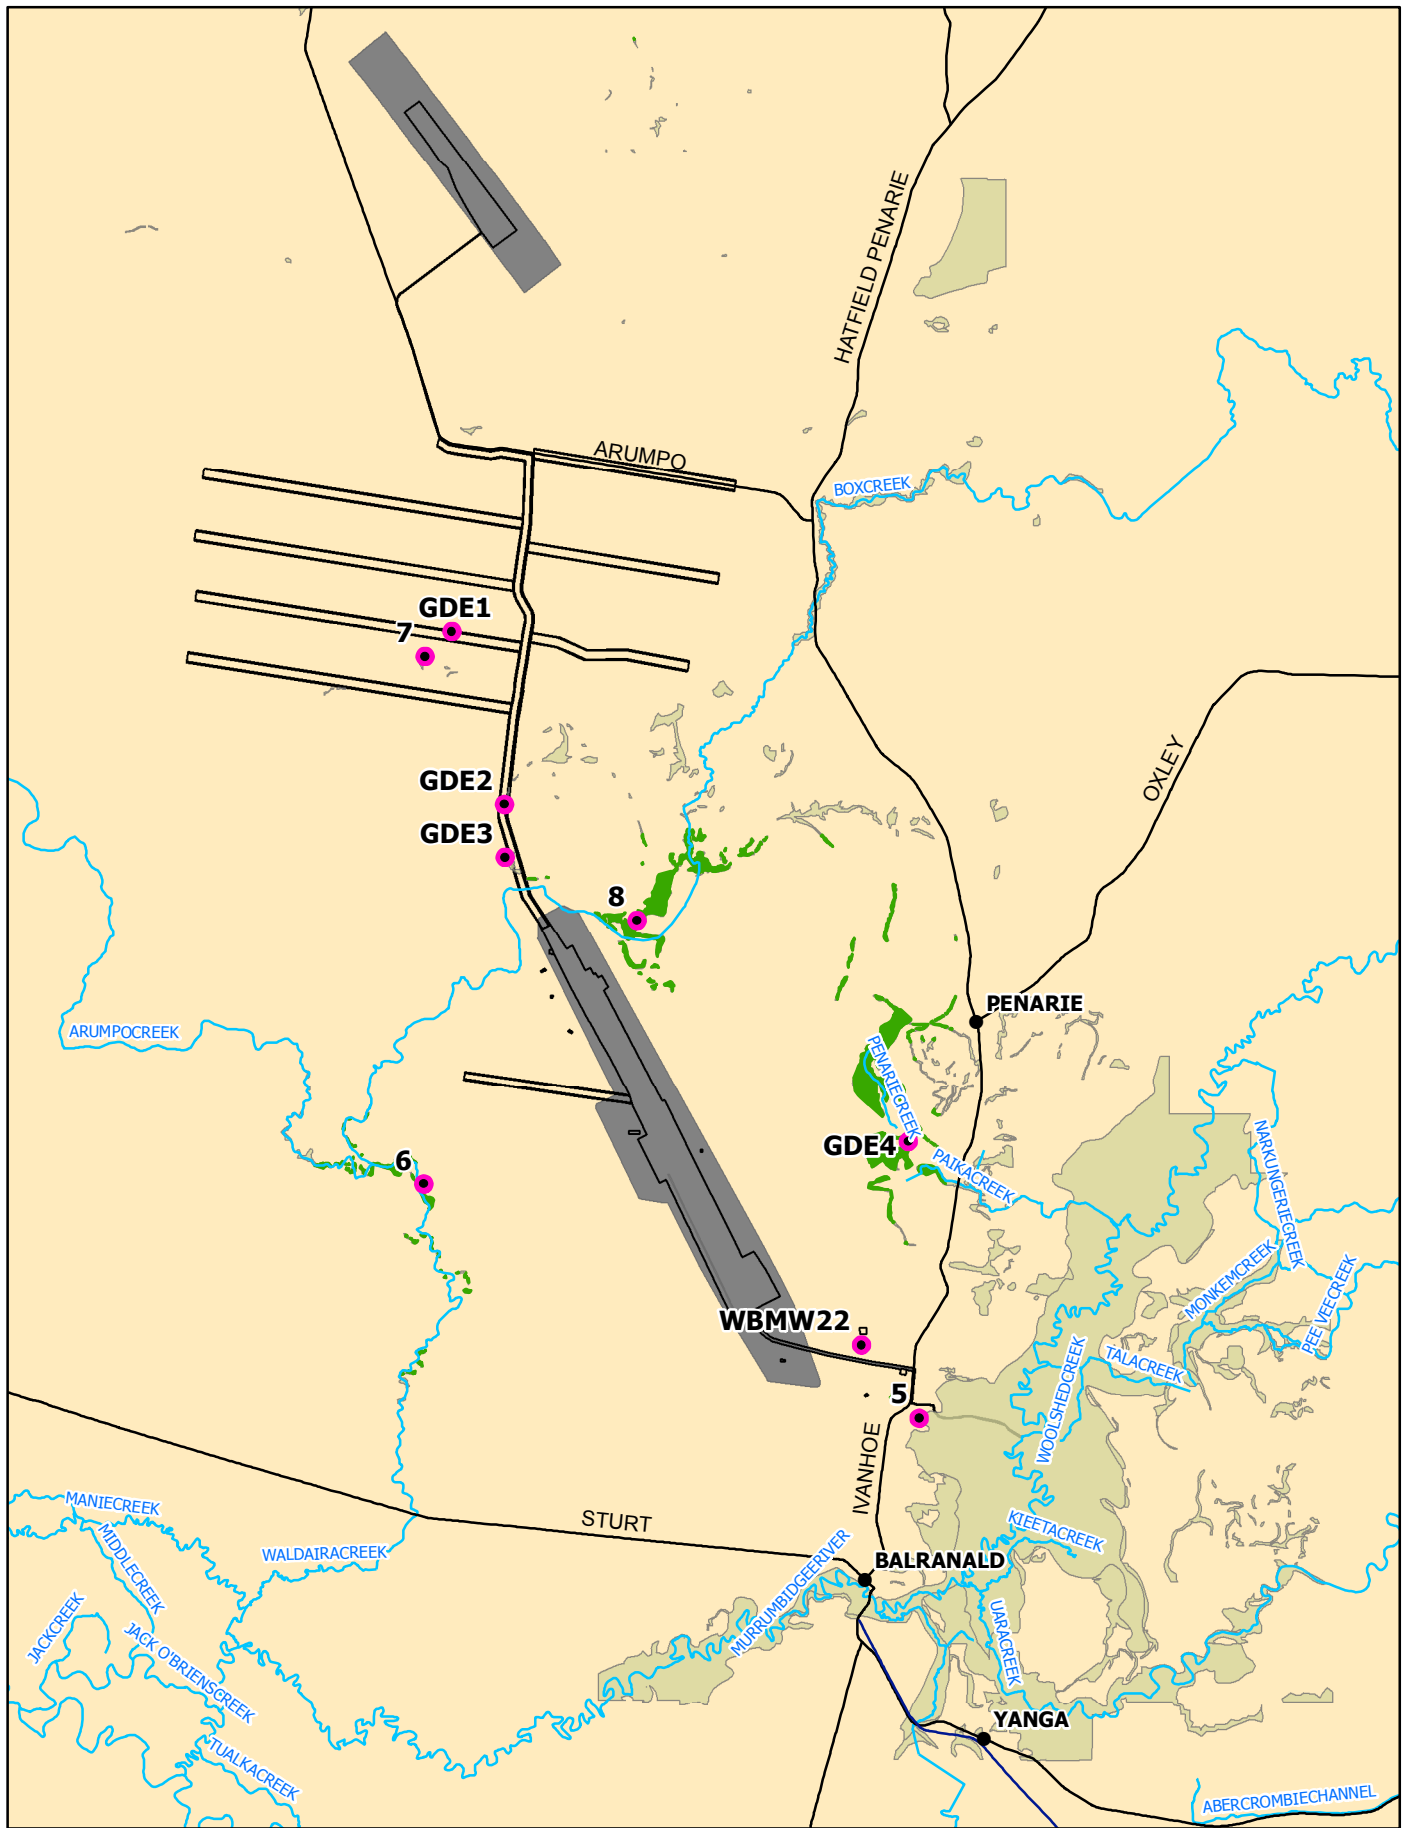 HATFIELD PENARIE
ARUMPO
BOXCREEK
GDE1
7
OXLEY
GDE2
GDE3
8
PENARIE
ARUMPOCREEK
PENARIECREEK
GDE4
PAIKACREEK
NARKUNGERIECREEK
6
MONKEMCREEK
PEE VEECREEK
WBMW22
TALACREEK
WOOLSHEDCREEK
5
IVANHOE
MANIECREEK
STURT
KIEETACREEK
MIDDLECREEK
WALDAIRACREEK
BALRANALD
MURRUMBIDGEERIVER
JACKCREEK
UARACREEK
JACK O'BRIENSCREEK
YANGA
TUALKACREEK
ABERCROMBIECHANNEL